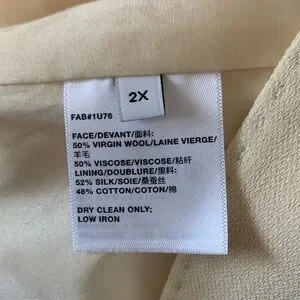 2X
FAB#1U76
FACE/DEVANT/面料:
50% VIRGIN WOOL/LAINE VIERGE/
羊毛
50% VISCOSE/VISCOSE/粘纤
LINING/DOUBLURE/里料:
52% SILK/SOIE/桑蚕丝
48% COTTON/COTON/棉
DRY CLEAN ONLY;
LOW IRON